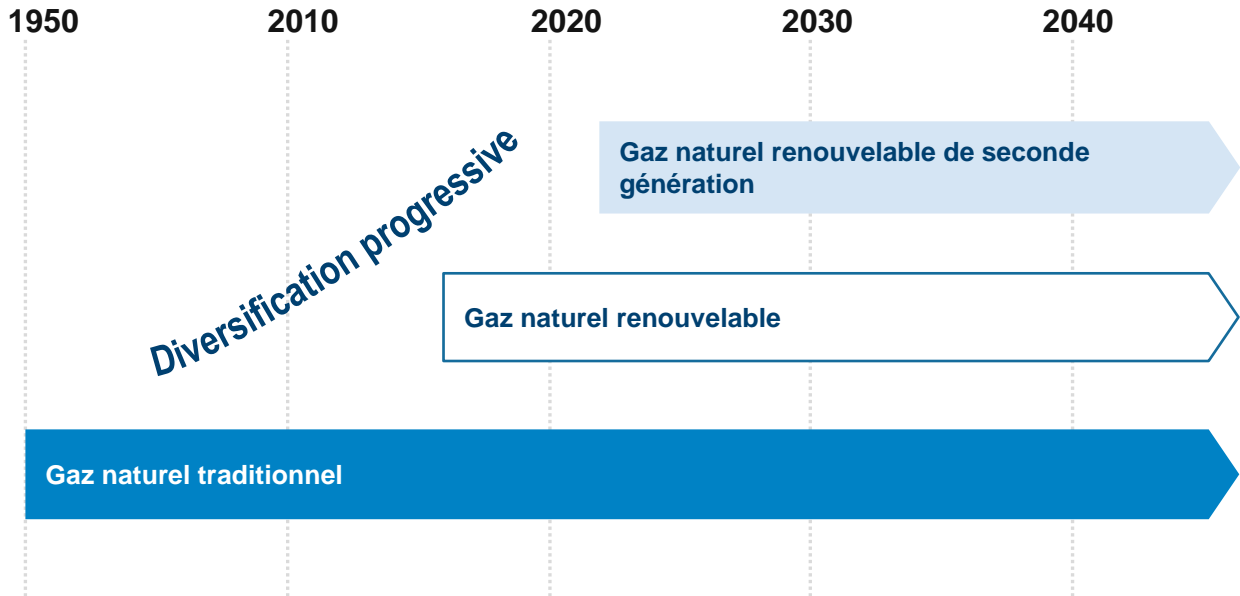 1950 2010 2020 2030 2040
Gaz naturel renouvelable de seconde
génération
Diversification progressive
Gaz naturel renouvelable
Gaz naturel traditionnel